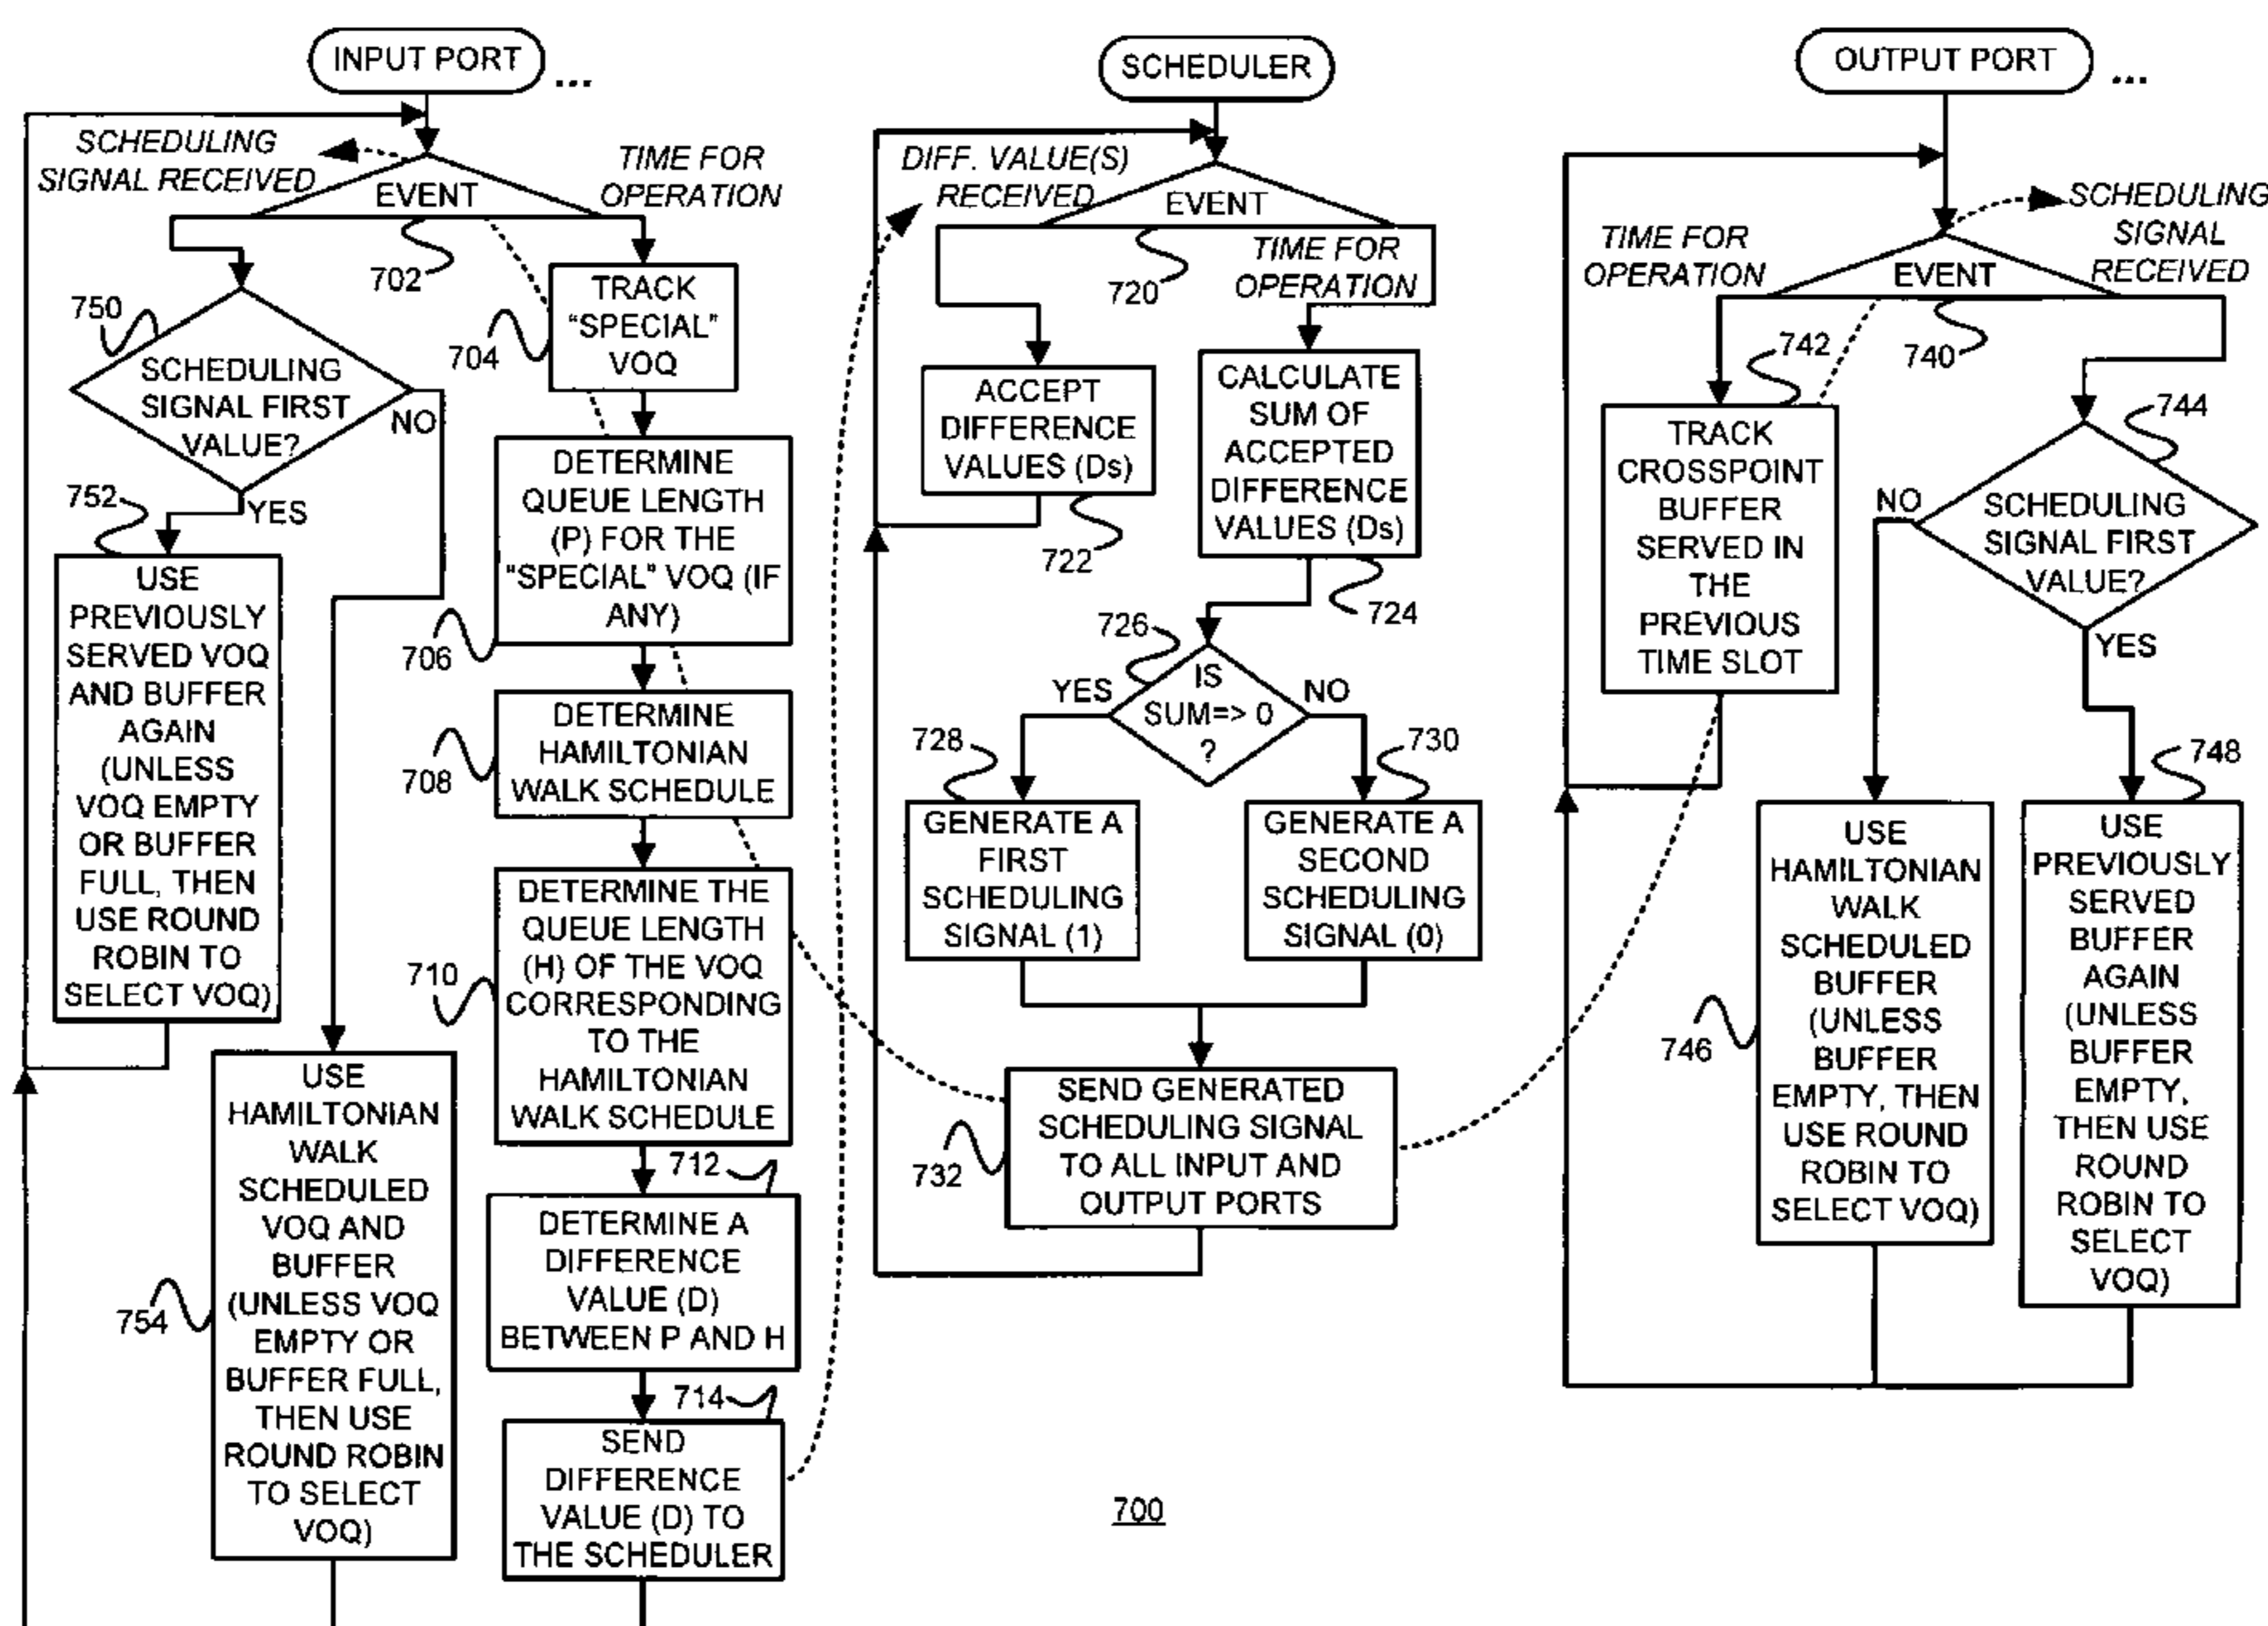 INPUT PORT
...
SCHEDULING
SIGNAL RECEIVED
TIME FOR
OPERATION
EVENT
702
750
SCHEDULING
SIGNAL FIRST
VALUE?
NO
YES
752
USE
PREVIOUSLY
SERVED VOQ
AND BUFFER
AGAIN
(UNLESS
VOQ EMPTY
OR BUFFER
FULL, THEN
USE ROUND
ROBIN TO
SELECT VOQ)
754
USE
HAMILTONIAN
WALK
SCHEDULED
VOQ AND
BUFFER
(UNLESS VOQ
EMPTY OR
BUFFER FULL,
THEN USE
ROUND ROBIN
TO SELECT
VOQ)
704
TRACK
"SPECIAL"
VOQ
706
DETERMINE
QUEUE LENGTH
(P) FOR THE
"SPECIAL" VOQ (IF
ANY)
708
DETERMINE
HAMILTONIAN
WALK SCHEDULE
710
DETERMINE THE
QUEUE LENGTH
(H) OF THE VOQ
CORRESPONDING
TO THE
HAMILTONIAN
WALK SCHEDULE
712
DETERMINE A
DIFFERENCE
VALUE (D)
BETWEEN P AND H
714
SEND
DIFFERENCE
VALUE (D) TO
THE SCHEDULER
SCHEDULER
DIFF. VALUE(S)
RECEIVED
EVENT
720
TIME FOR
OPERATION
ACCEPT
DIFFERENCE
VALUES (Ds)
722
CALCULATE
SUM OF
ACCEPTED
DIFFERENCE
VALUES (Ds)
724
726
IS
SUM=> 0
?
YES
NO
728
GENERATE A
FIRST
SCHEDULING
SIGNAL (1)
730
GENERATE A
SECOND
SCHEDULING
SIGNAL (0)
732
SEND GENERATED
SCHEDULING SIGNAL
TO ALL INPUT AND
OUTPUT PORTS
700
OUTPUT PORT
...
TIME FOR
OPERATION
SCHEDULING
SIGNAL
RECEIVED
EVENT
740
742
TRACK
CROSSPOINT
BUFFER
SERVED IN
THE
PREVIOUS
TIME SLOT
744
SCHEDULING
SIGNAL FIRST
VALUE?
NO
YES
746
USE
HAMILTONIAN
WALK
SCHEDULED
BUFFER
(UNLESS
BUFFER
EMPTY, THEN
USE ROUND
ROBIN TO
SELECT VOQ)
748
USE
PREVIOUSLY
SERVED
BUFFER
AGAIN
(UNLESS
BUFFER
EMPTY,
THEN USE
ROUND
ROBIN TO
SELECT
VOQ)